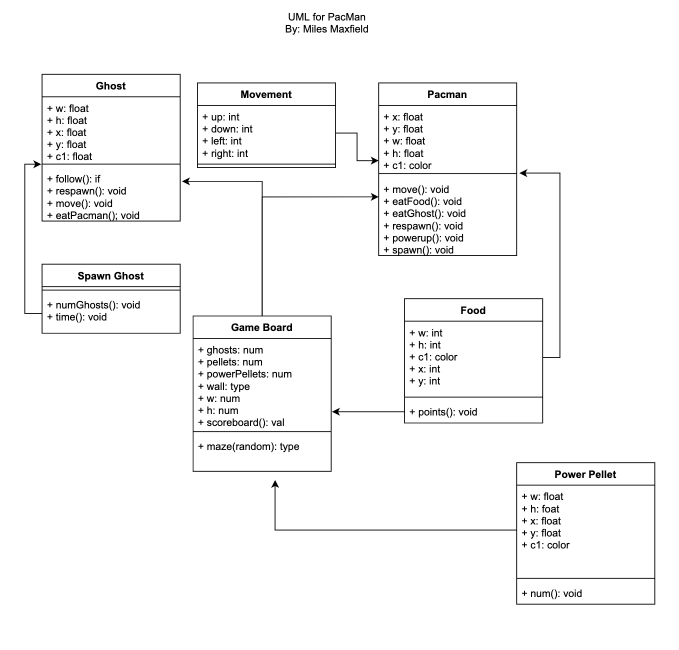 UML for PacMan
By: Miles Maxfield
Ghost
+ w: float
+ h: float
+ x: float
+ y: float
+ c1: float
+ follow(): if
+ respawn(): void
+ move(): void
+ eatPacman(); void
Movement
+ up: int
+ down: int
+ left: int
+ right: int
Pacman
+ x: float
+ y: float
+ w: float
+ h: float
+ c1: color
+ move(): void
+ eatFood(): void
+ eatGhost(): void
+ respawn(): void
+ powerup(): void
+ spawn(): void
Spawn Ghost
+ numGhosts(): void
+ time(): void
Game Board
+ ghosts: num
+ pellets: num
+ powerPellets: num
+ wall: type
+ w: num
+ h: num
+ scoreboard(): val
+ maze(random): type
Food
+ w: int
+ h: int
+ c1: color
+ x: int
+ y: int
+ points(): void
Power Pellet
+ w: float
+ h: foat
+ x: float
+ y: float
+ c1: color
+ num(): void